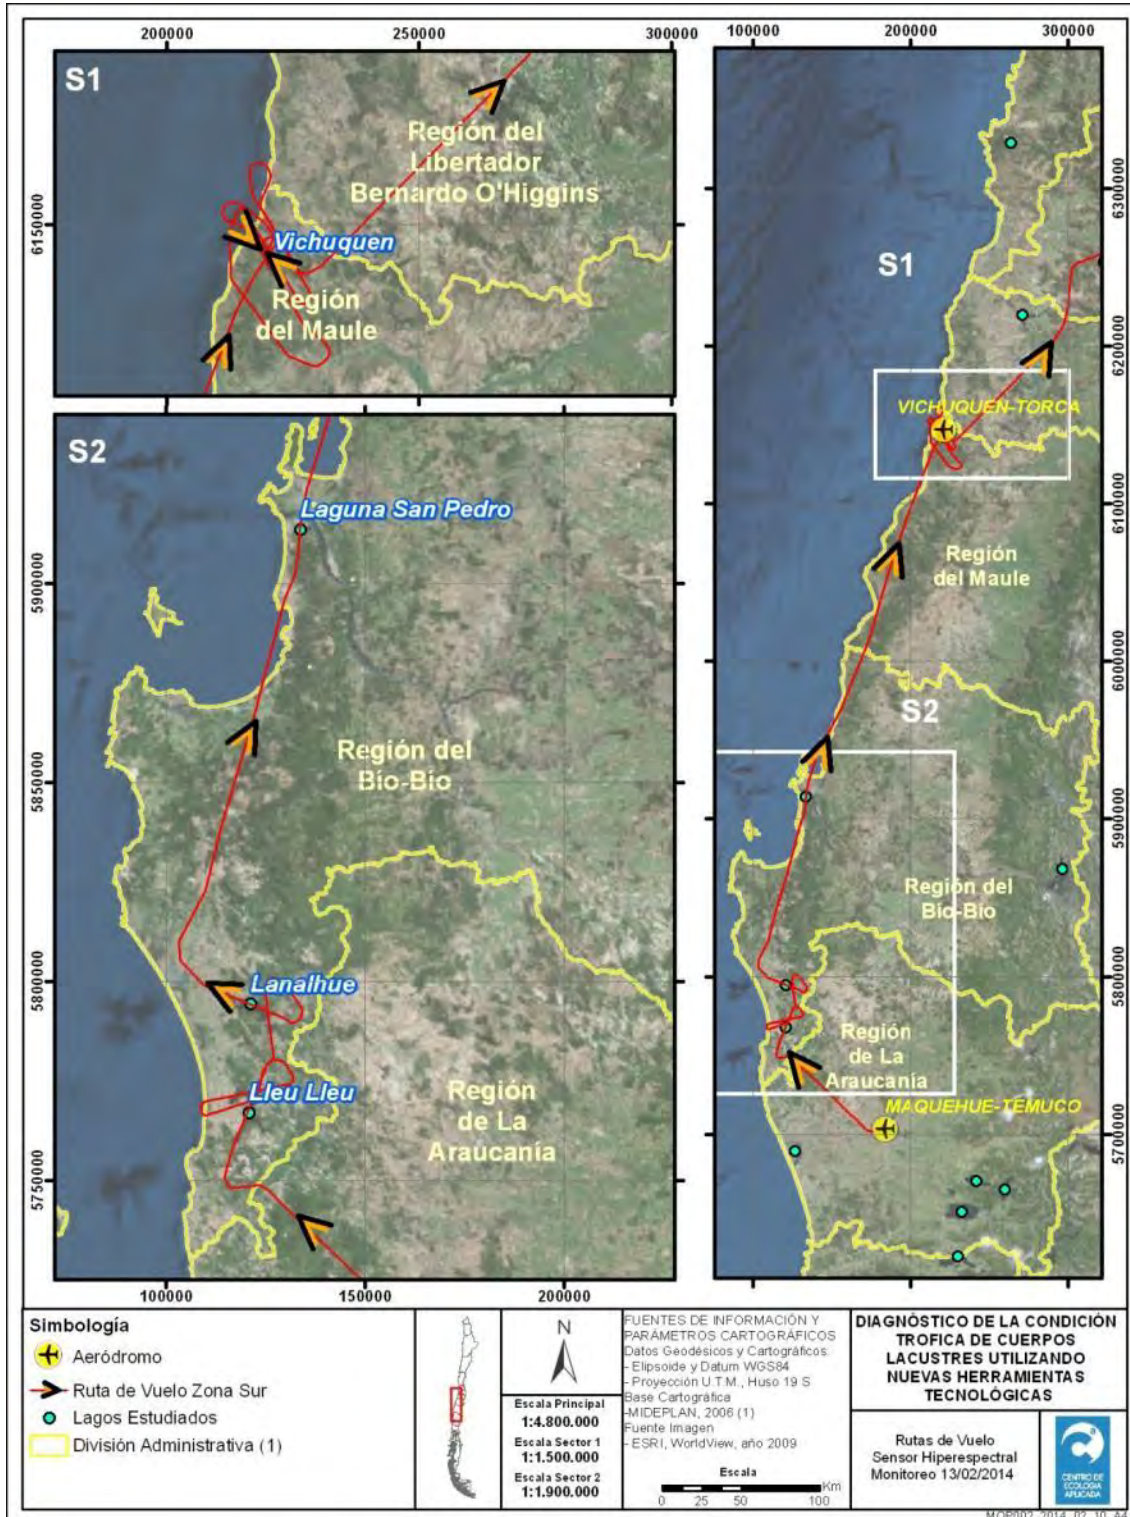 200000
250000
300000
S1
Región del
Libertador
Bernardo O'Higgins
Vichuquen
Región
del Maule
6150000
S2
Laguna San Pedro
Región del
Bío-Bio
Lanalhue
Lleu Lleu
Región
de La
Araucanía
5900000
5850000
5800000
5750000
100000
150000
200000
100000
200000
300000
S1
VICHUQUEN-TORCA
Región
del Maule
S2
Región del
Bío-Bio
Región
de La
Araucanía
MAQUEHUE-TEMUCO
6300000
6200000
6100000
6000000
5900000
5800000
5700000
Simbología
Aeródromo
Ruta de Vuelo Zona Sur
Lagos Estudiados
División Administrativa (1)
N
Escala Principal
1:4.800.000
Escala Sector 1
1:1.500.000
Escala Sector 2
1:1.900.000
FUENTES DE INFORMACIÓN Y
PARÁMETROS CARTOGRÁFICOS
Datos Geodésicos y Cartográficos:
- Elipsoide y Datum WGS84
- Proyección U.T.M., Huso 19 S
Base Cartográfica
-MIDEPLAN, 2006 (1)
Fuente Imagen
- ESRI, WorldView, año 2009
Escala
Km
0 25 50 100
DIAGNÓSTICO DE LA CONDICIÓN
TROFICA DE CUERPOS
LACUSTRES UTILIZANDO
NUEVAS HERRAMIENTAS
TECNOLÓGICAS
Rutas de Vuelo
Sensor Hiperespectral
Monitoreo 13/02/2014
CENTRO DE
ECOLOGIA
APLICADA
MOP002_2014_02_10_A4